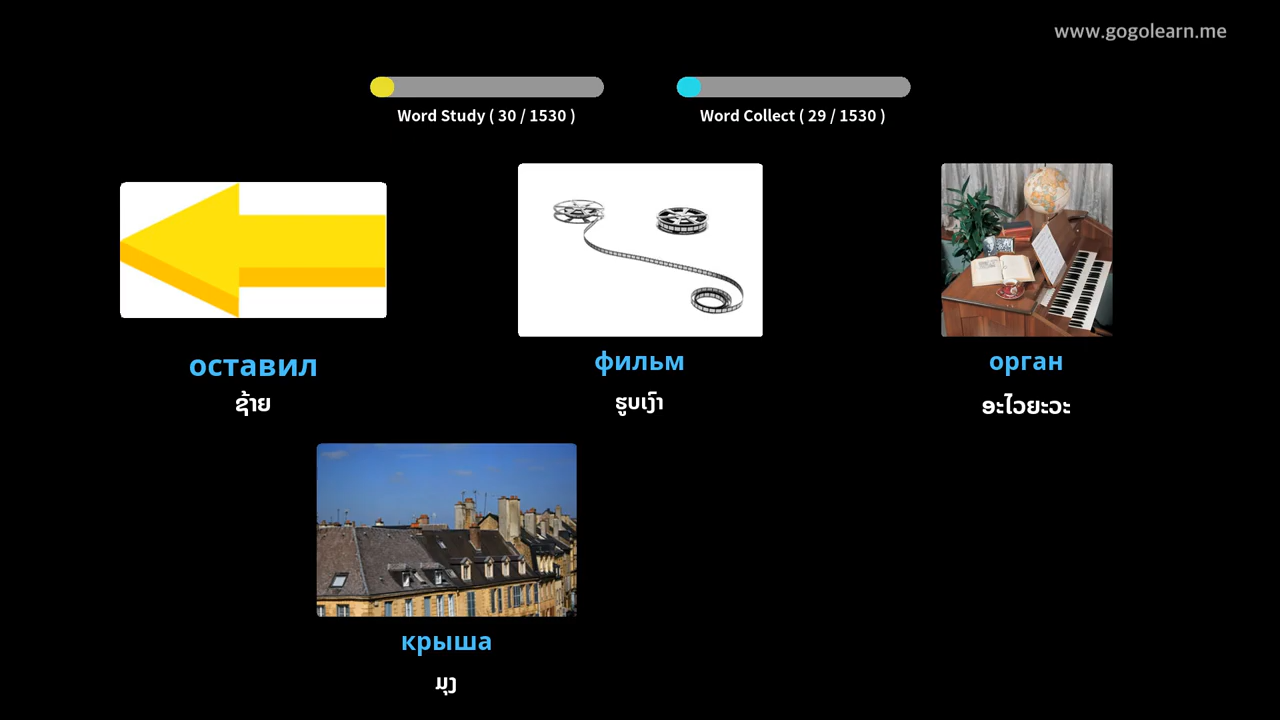 www.gogolearn.me
Word Study ( 30 / 1530 )
Word Collect ( 29 / 1530 )
оставил
ຊ້າຍ
фильм
ຮູບເງົາ
орган
ອະໄວຍະວະ
крыша
ມຸງ